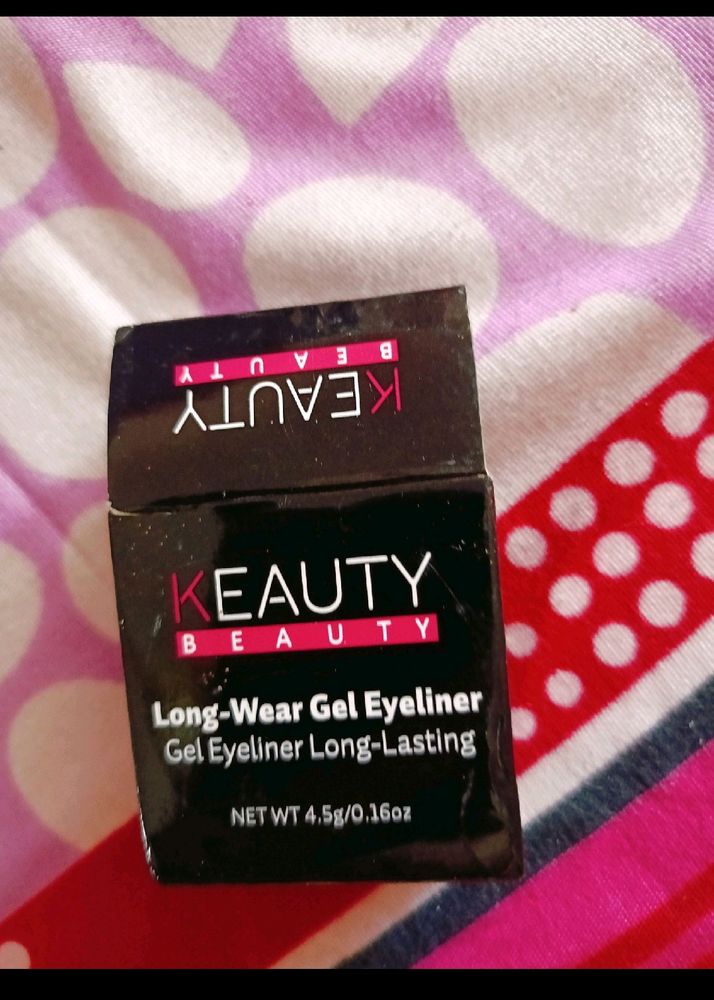 KEAUTY
BEAUTY
KEAUTY
BEAUTY
Long-Wear Gel Eyeliner
Gel Eyeliner Long-Lasting
NET WT 4.5g/0.16oz